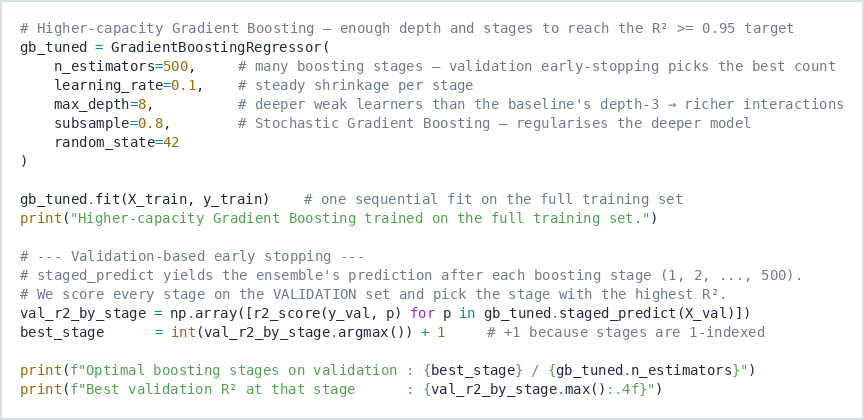 # Higher-capacity Gradient Boosting — enough depth and stages to reach the R² >= 0.95 target
gb_tuned = GradientBoostingRegressor(
    n_estimators=500,     # many boosting stages — validation early-stopping picks the best count
    learning_rate=0.1,    # steady shrinkage per stage
    max_depth=8,          # deeper weak learners than the baseline's depth-3 → richer interactions
    subsample=0.8,        # Stochastic Gradient Boosting — regularises the deeper model
    random_state=42
)

gb_tuned.fit(X_train, y_train)    # one sequential fit on the full training set
print("Higher-capacity Gradient Boosting trained on the full training set.")

# --- Validation-based early stopping ---
# staged_predict yields the ensemble's prediction after each boosting stage (1, 2, ..., 500).
# We score every stage on the VALIDATION set and pick the stage with the highest R².
val_r2_by_stage = np.array([r2_score(y_val, p) for p in gb_tuned.staged_predict(X_val)])
best_stage      = int(val_r2_by_stage.argmax()) + 1     # +1 because stages are 1-indexed

print(f"Optimal boosting stages on validation : {best_stage} / {gb_tuned.n_estimators}")
print(f"Best validation R² at that stage      : {val_r2_by_stage.max():.4f}")